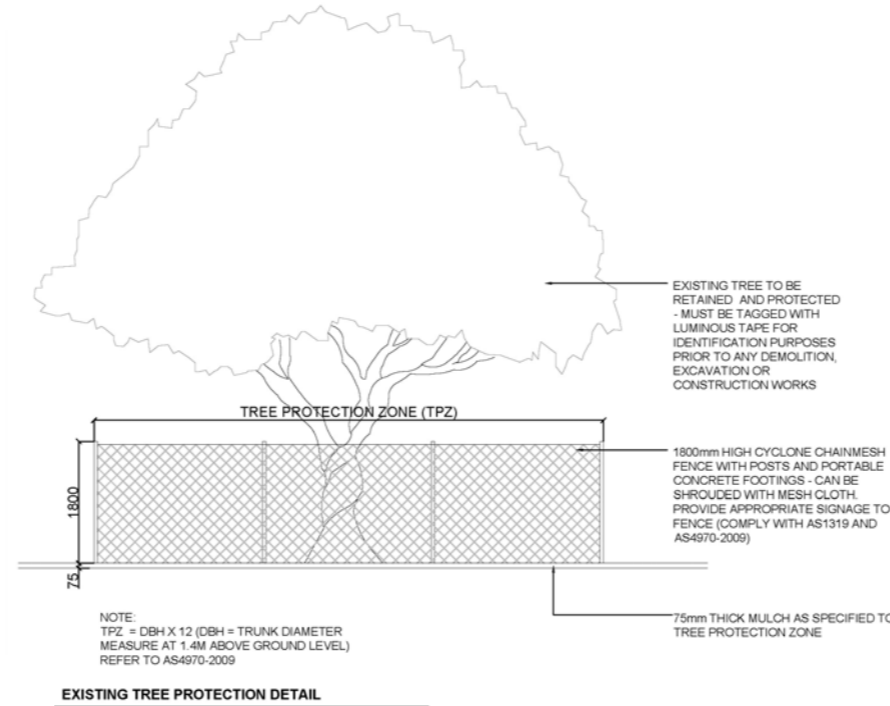 EXISTING TREE TO BE
RETAINED AND PROTECTED
- MUST BE TAGGED WITH
LUMINOUS TAPE FOR
IDENTIFICATION PURPOSES
PRIOR TO ANY DEMOLITION,
EXCAVATION OR
CONSTRUCTION WORKS
TREE PROTECTION ZONE (TPZ)
1800mm HIGH CYCLONE CHAINMESH
FENCE WITH POSTS AND PORTABLE
CONCRETE FOOTINGS - CAN BE
SHROUDED WITH MESH CLOTH.
PROVIDE APPROPRIATE SIGNAGE TO
FENCE (COMPLY WITH AS1319 AND
AS4970-2009)
1800
75
75mm THICK MULCH AS SPECIFIED TO
TREE PROTECTION ZONE
NOTE:
TPZ = DBH X 12 (DBH = TRUNK DIAMETER
MEASURE AT 1.4M ABOVE GROUND LEVEL)
REFER TO AS4970-2009
EXISTING TREE PROTECTION DETAIL